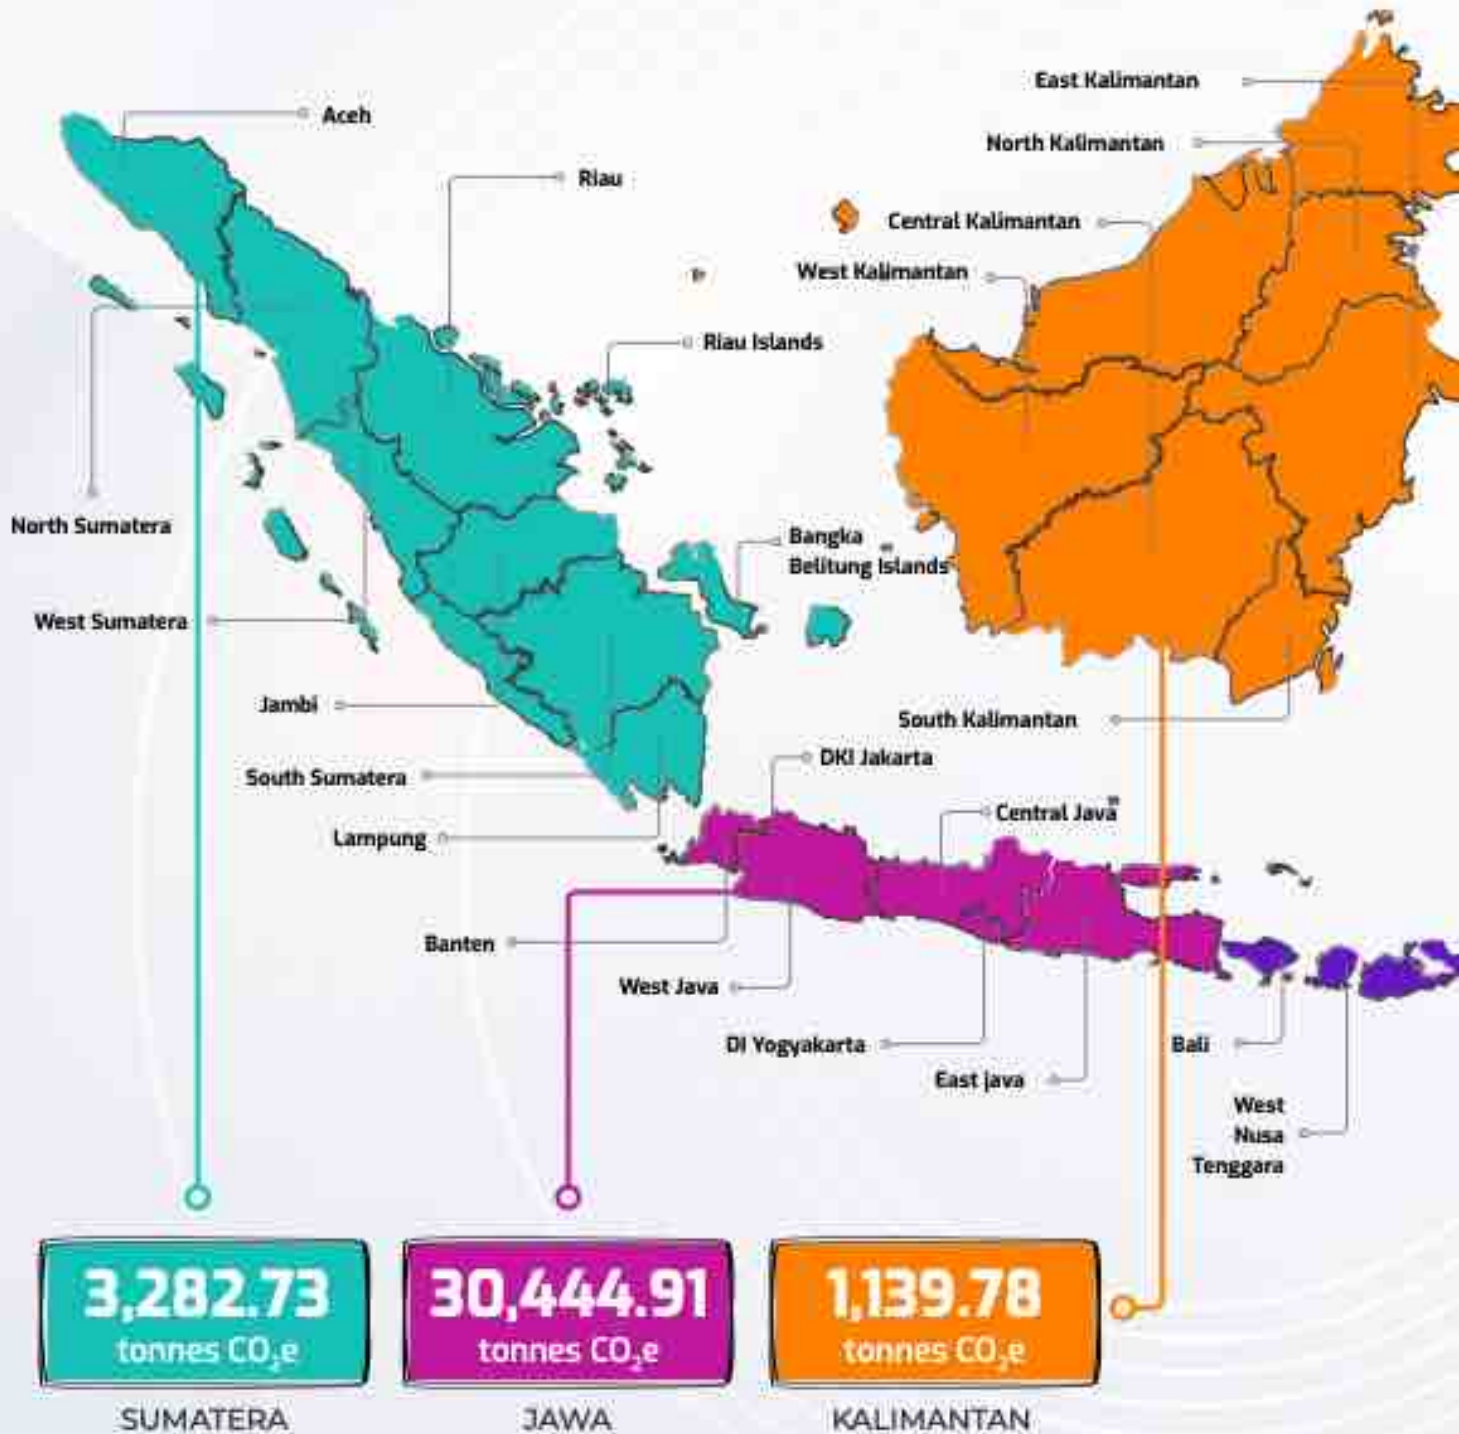 East Kalimantan
Aceh
North Kalimantan
Riau
Central Kalimantan
West Kalimantan
Riau Islands
North Sumatera
Bangka
Belitung Islands
West Sumatera
Jambi
South Kalimantan
DKI Jakarta
South Sumatera
Central Java
Lampung
Banten
West Java
DI Yogyakarta
Bali
East java
West
Nusa
Tenggara
3,282.73
tonnes CO₂e
SUMATERA
30,444.91
tonnes CO₂e
JAWA
1,139.78
tonnes CO₂e
KALIMANTAN